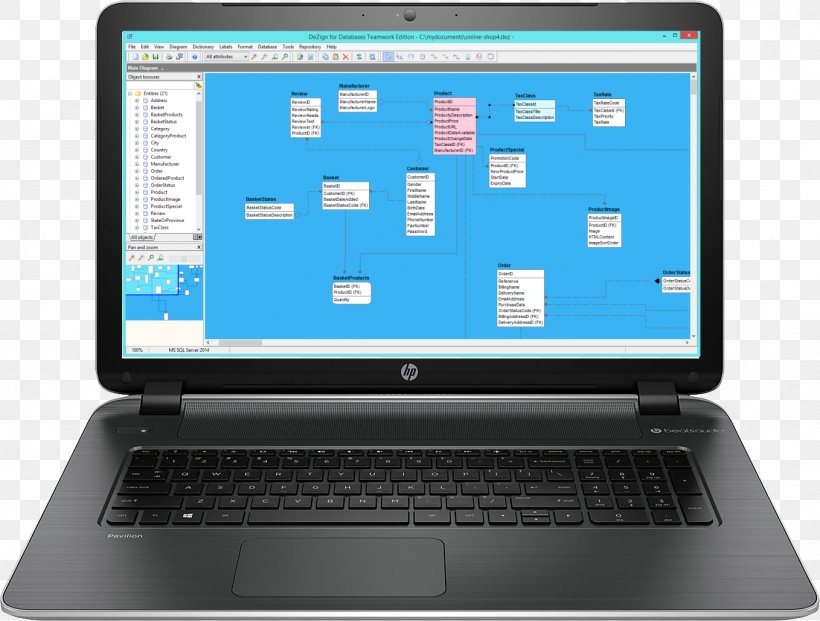 DeZign for Databases Teamwork Edition - C:\mydocuments\online-shop4.dez -
File Edit View Diagram Dictionary Labels Format Database Tools Repository Help
All attributes
Main Diagram
Object browser
Entities (21)
Address
Basket
BasketProducts
BasketStatus
Category
CategoryProduct
City
Country
Customer
Manufacturer
Order
OrderedProduct
OrderStatus
Product
ProductImage
ProductSpecial
Review
StateOrProvince
TaxClass
All objects
Pan and zoom
100% MS SQL Server 2014
Review
ReviewID
ReviewRating
ReviewReads
ReviewText
Reviewer (FK)
ProductID (FK)
Manufacturer
ManufacturerID
ManufacturerName
ManufacturerLogo
Product
ProductID
ProductName
ProductyDescription
ProductPrice
ProductURL
ProductDateAvailable
ProductChangeDate
TaxClassID (FK)
ManufacturerID (FK)
TaxClass
TaxClassId
TaxClassTitle
TaxClassDescription
TaxRate
TaxRateCode
TaxClassId (FK)
TaxPriority
TaxRate
ProductSpecial
PromotionCode
ProductID (FK)
NewProductPrice
StartDate
ExpiryDate
Customer
CustomerID
Gender
FirstName
MiddleName
LastName
BirthDate
EmailAddress
PhoneNumber
FaxNumber
PassWord
Basket
BasketID
CustomerID (FK)
BasketDateAdded
BasketStatusCode (FK)
BasketStatus
BasketStatusCode
BasketStatusDescription
ProductImage
ProductImageID
ProductID (FK)
Image
HTMLContent
ImageSortOrder
BasketProducts
BasketID (FK)
ProductID (FK)
Quantity
Order
OrderID
Reference
BillingName
DeliveryName
EmailAddress
PurchaseDate
OrderStatusCode (FK)
BillingAddressID (FK)
DeliveryAddressID (FK)
OrderStatus
OrderStatusC
OrderStatusD
hp
beatsaudio
Pavilion